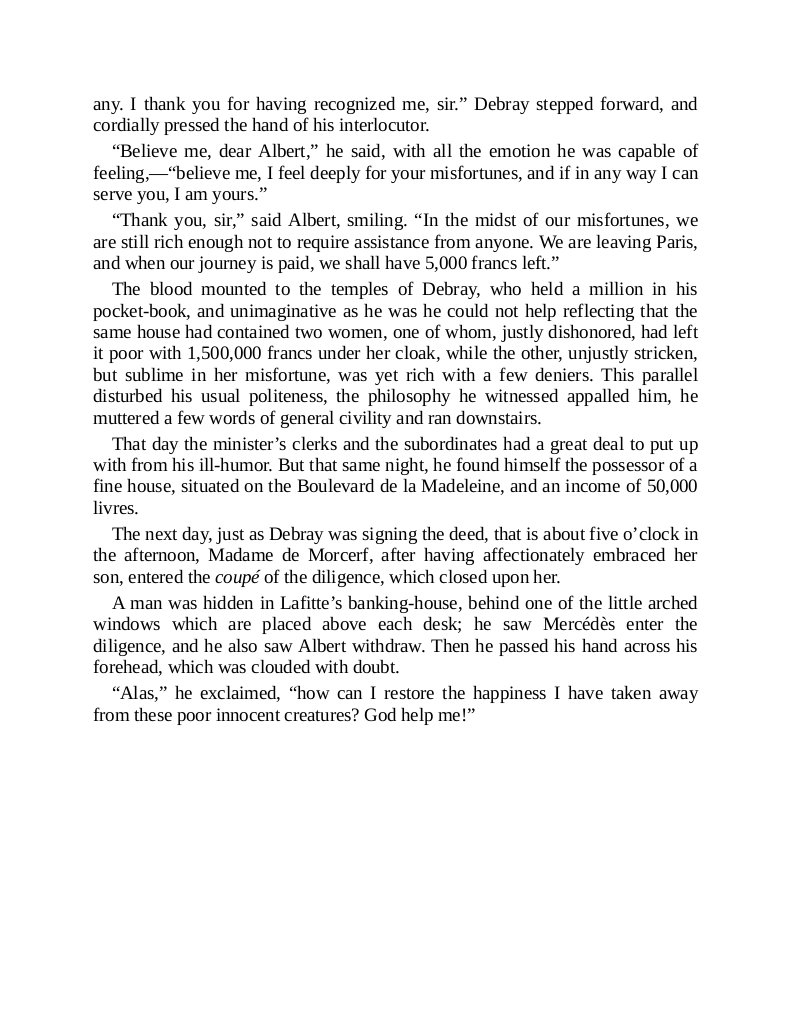 any. I thank you for having recognized me, sir.” Debray stepped forward, and
cordially pressed the hand of his interlocutor.
“Believe me, dear Albert,” he said, with all the emotion he was capable of
feeling,—“believe me, I feel deeply for your misfortunes, and if in any way I can
serve you, I am yours.”
“Thank you, sir,” said Albert, smiling. “In the midst of our misfortunes, we
are still rich enough not to require assistance from anyone. We are leaving Paris,
and when our journey is paid, we shall have 5,000 francs left.”
The blood mounted to the temples of Debray, who held a million in his
pocket-book, and unimaginative as he was he could not help reflecting that the
same house had contained two women, one of whom, justly dishonored, had left
it poor with 1,500,000 francs under her cloak, while the other, unjustly stricken,
but sublime in her misfortune, was yet rich with a few deniers. This parallel
disturbed his usual politeness, the philosophy he witnessed appalled him, he
muttered a few words of general civility and ran downstairs.
That day the minister’s clerks and the subordinates had a great deal to put up
with from his ill-humor. But that same night, he found himself the possessor of a
fine house, situated on the Boulevard de la Madeleine, and an income of 50,000
livres.
The next day, just as Debray was signing the deed, that is about five o’clock in
the afternoon, Madame de Morcerf, after having affectionately embraced her
son, entered the coupé of the diligence, which closed upon her.
A man was hidden in Lafitte’s banking-house, behind one of the little arched
windows which are placed above each desk; he saw Mercédès enter the
diligence, and he also saw Albert withdraw. Then he passed his hand across his
forehead, which was clouded with doubt.
“Alas,” he exclaimed, “how can I restore the happiness I have taken away
from these poor innocent creatures? God help me!”